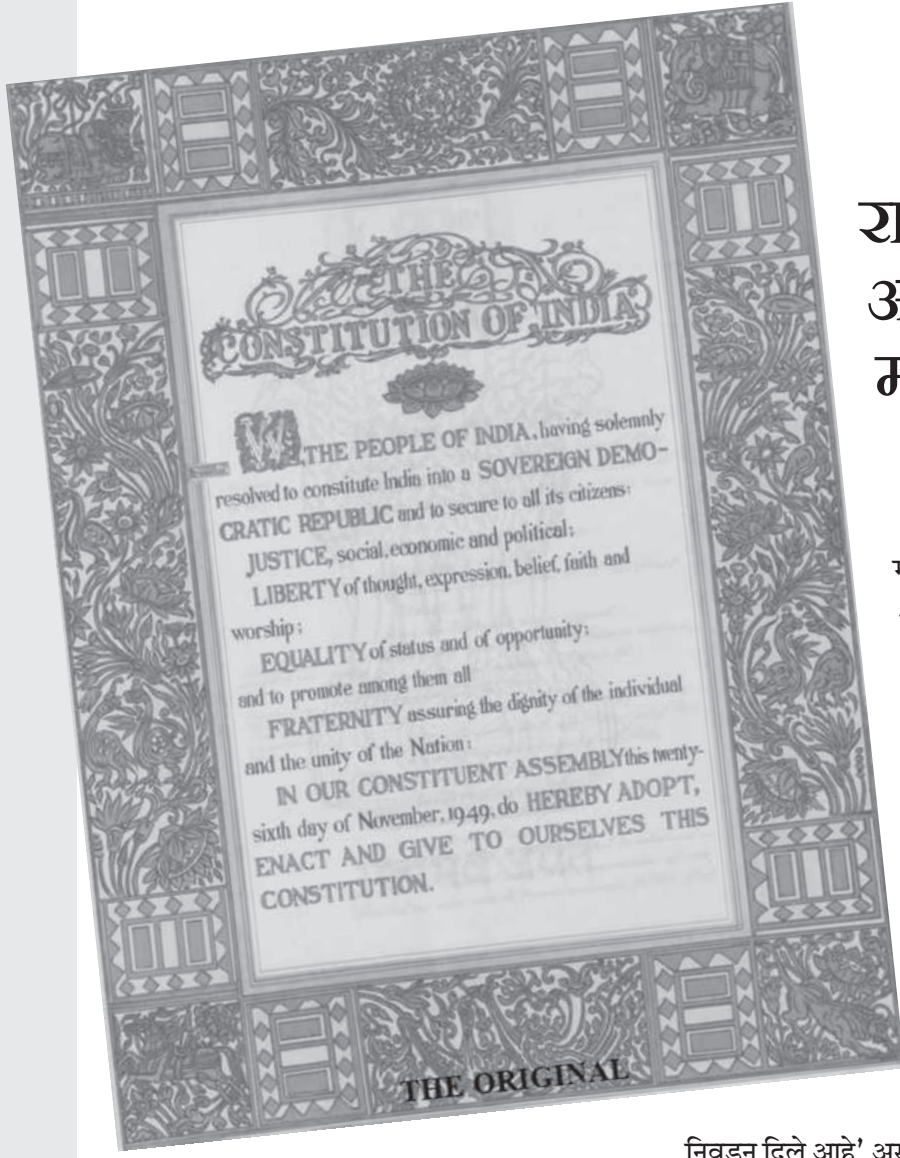 THE
CONSTITUTION OF INDIA
WE, THE PEOPLE OF INDIA, having solemnly
resolved to constitute India into a SOVEREIGN DEMO-
CRATIC REPUBLIC and to secure to all its citizens:
JUSTICE, social, economic and political;
LIBERTY of thought, expression, belief, faith and
worship;
EQUALITY of status and of opportunity;
and to promote among them all
FRATERNITY assuring the dignity of the individual
and the unity of the Nation;
IN OUR CONSTITUENT ASSEMBLY this twenty-
sixth day of November, 1949, do HEREBY ADOPT,
ENACT AND GIVE TO OURSELVES THIS
CONSTITUTION.
THE ORIGINAL
निवडून दिले आहे’